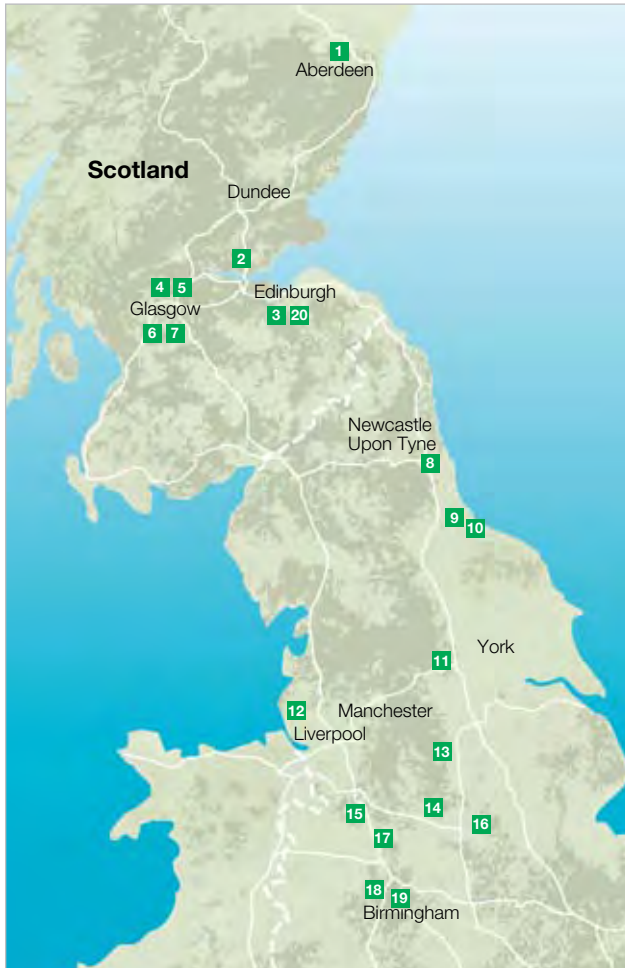 1
Aberdeen
Scotland
Dundee
2
4 5
Edinburgh
Glasgow
3 20
6 7
Newcastle
Upon Tyne
8
9
10
York
11
12
Manchester
Liverpool
13
14
15
16
17
18
19
Birmingham